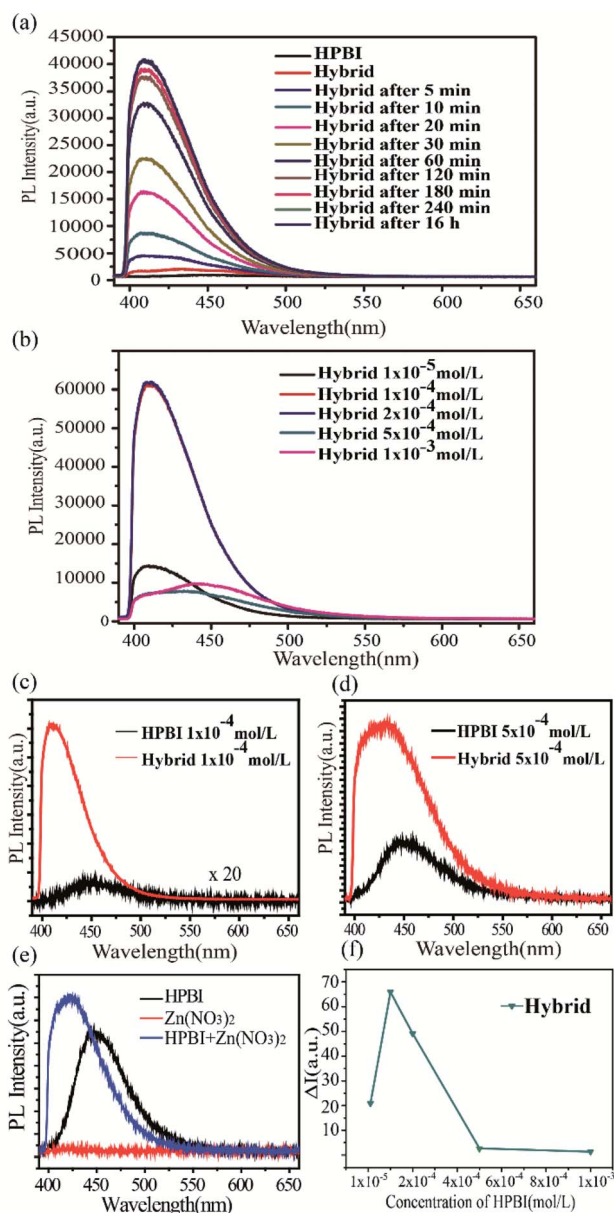 (a)
45000
40000
35000
30000
25000
20000
15000
10000
5000
0
PL Intensity(a.u.)
HPBI
Hybrid
Hybrid after 5 min
Hybrid after 10 min
Hybrid after 20 min
Hybrid after 30 min
Hybrid after 60 min
Hybrid after 120 min
Hybrid after 180 min
Hybrid after 240 min
Hybrid after 16 h
400 450 500 550 600 650
Wavelength(nm)
(b)
60000
50000
40000
30000
20000
10000
0
PL Intensity(a.u.)
Hybrid 1x10⁻⁵mol/L
Hybrid 1x10⁻⁴mol/L
Hybrid 2x10⁻⁴mol/L
Hybrid 5x10⁻⁴mol/L
Hybrid 1x10⁻³mol/L
400 450 500 550 600 650
Wavelength(nm)
(c)
PL Intensity(a.u.)
HPBI 1x10⁻⁴mol/L
Hybrid 1x10⁻⁴mol/L
x 20
400 450 500 550 600 650
Wavelength(nm)
(d)
PL Intensity(a.u.)
HPBI 5x10⁻⁴mol/L
Hybrid 5x10⁻⁴mol/L
400 450 500 550 600 650
Wavelength(nm)
(e)
PL Intensity(a.u.)
HPBI
Zn(NO₃)₂
HPBI+Zn(NO₃)₂
400 450 500 550 600 650
Wavelength(nm)
(f)
70
60
50
40
30
20
10
ΔI(a.u.)
Hybrid
1x10⁻⁵ 2x10⁻⁴ 4x10⁻⁴ 6x10⁻⁴ 8x10⁻⁴ 1x10⁻³
Concentration of HPBI(mol/L)